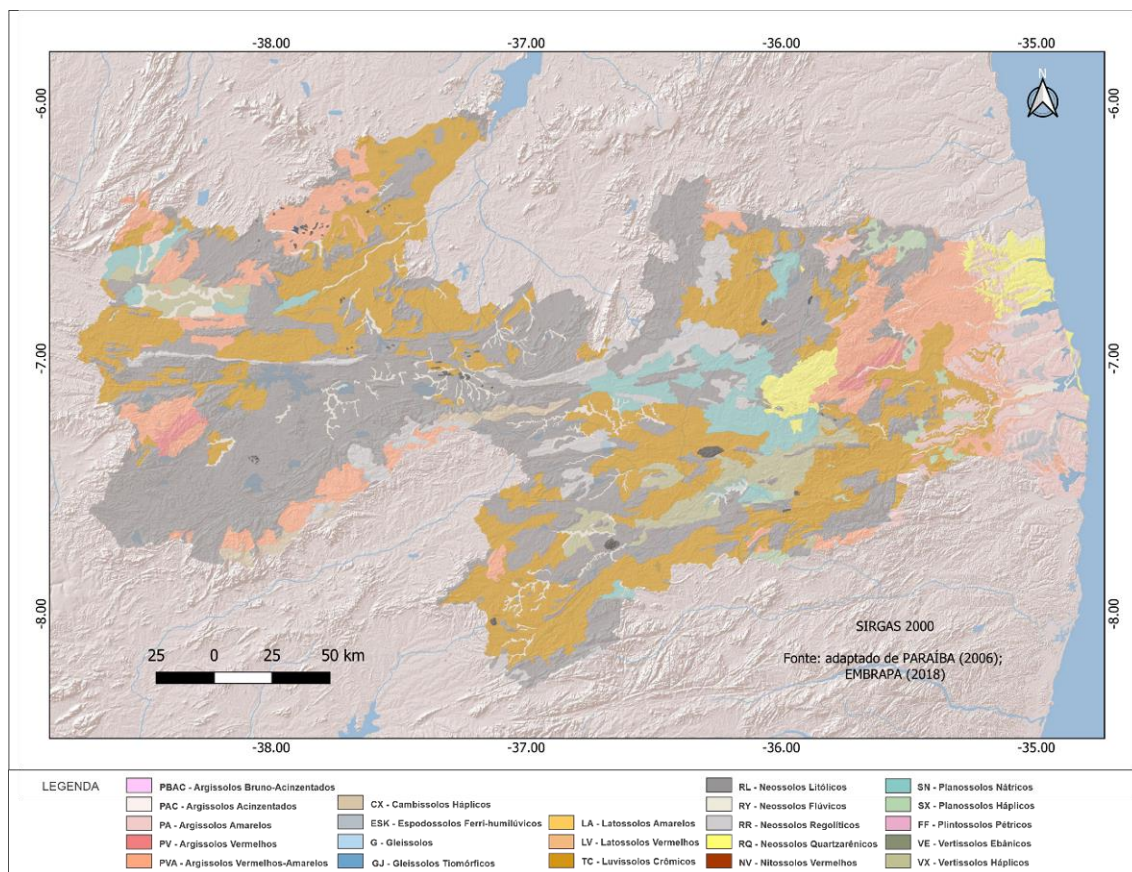 -38.00 -37.00 -36.00 -35.00
-6.00 -6.00
N
-7.00 -7.00
-8.00 -8.00
SIRGAS 2000
Fonte: adaptado de PARAÍBA (2006);
EMBRAPA (2018)
25 0 25 50 km
-38.00 -37.00 -36.00 -35.00
LEGENDA
PBAC - Argissolos Bruno-Acinzentados
PAC - Argissolos Acinzentados
PA - Argissolos Amarelos
PV - Argissolos Vermelhos
PVA - Argissolos Vermelhos-Amarelos
CX - Cambissolos Háplicos
ESK - Espodossolos Ferri-humilúvicos
G - Gleissolos
GJ - Gleissolos Tiomórficos
LA - Latossolos Amarelos
LV - Latossolos Vermelhos
TC - Luvissolos Crômicos
RL - Neossolos Litólicos
RY - Neossolos Flúvicos
RR - Neossolos Regolíticos
RQ - Neossolos Quartzarênicos
NV - Nitossolos Vermelhos
SN - Planossolos Nátricos
SX - Planossolos Háplicos
FF - Plintossolos Pétricos
VE - Vertissolos Ebânicos
VX - Vertissolos Háplicos